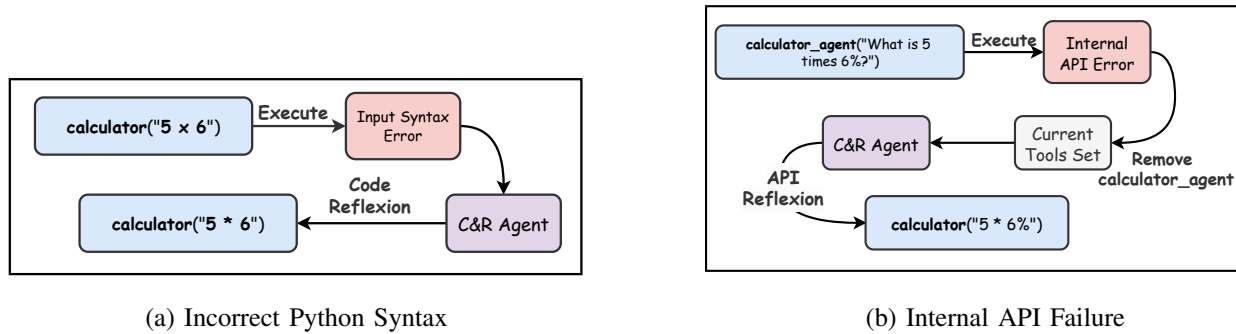 calculator("5 x 6")
Execute
Input Syntax
Error
Code
Reflexion
C&R Agent
calculator("5 * 6")
(a) Incorrect Python Syntax
calculator_agent("What is 5
times 6%?")
Execute
Internal
API Error
Remove
calculator_agent
Current
Tools Set
C&R Agent
API
Reflexion
calculator("5 * 6%")
(b) Internal API Failure